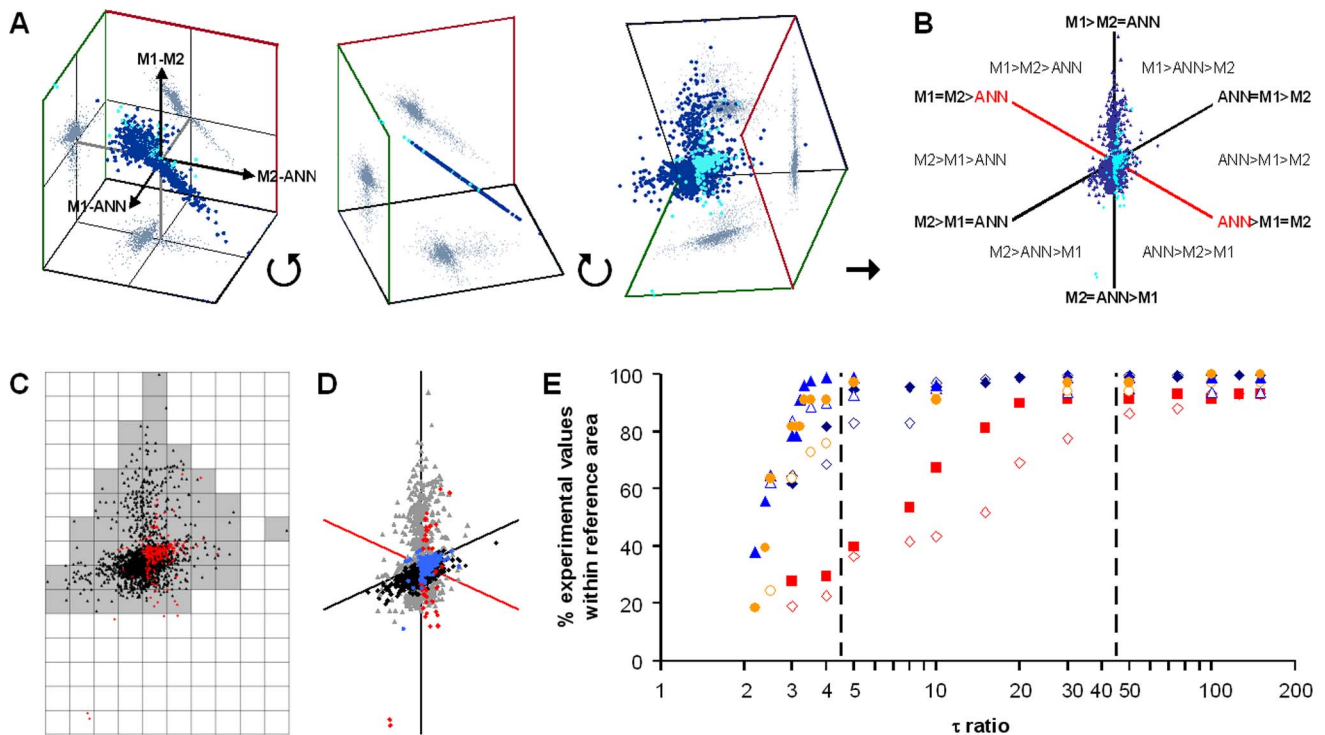 A
M1-M2
M2-ANN
M1-ANN
B
M1>M2=ANN
M1>M2>ANN
M1>ANN>M2
M1=M2>ANN
ANN=M1>M2
M2>M1>ANN
ANN>M1>M2
M2>M1=ANN
ANN>M1=M2
M2>ANN>M1
ANN>M2>M1
M2=ANN>M1
C
D
E
% experimental values
within reference area
100
80
60
40
20
0
1
2
3
4
5
10
20
30
40
50
100
200
τ ratio